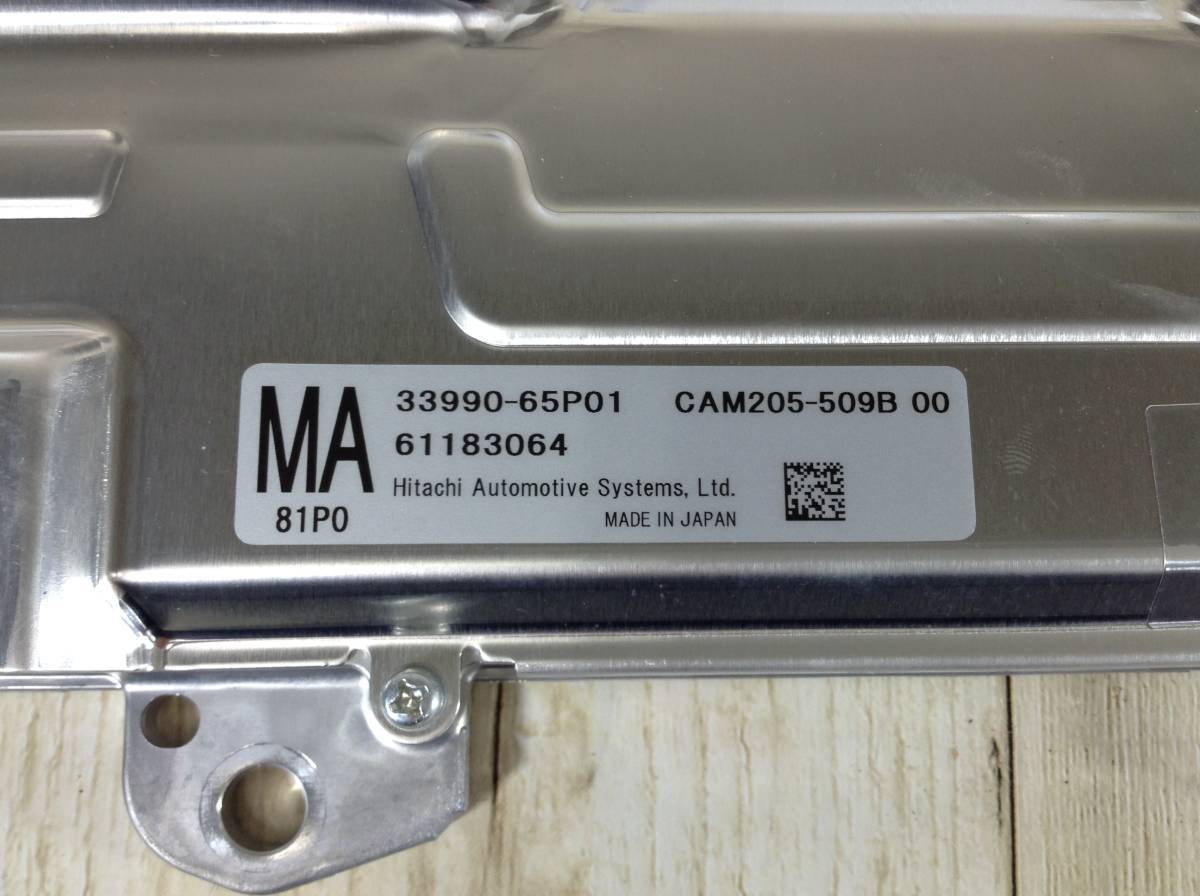 MA 33990-65P01 CAM205-509B 00
61183064
Hitachi Automotive Systems, Ltd.
81P0 MADE IN JAPAN